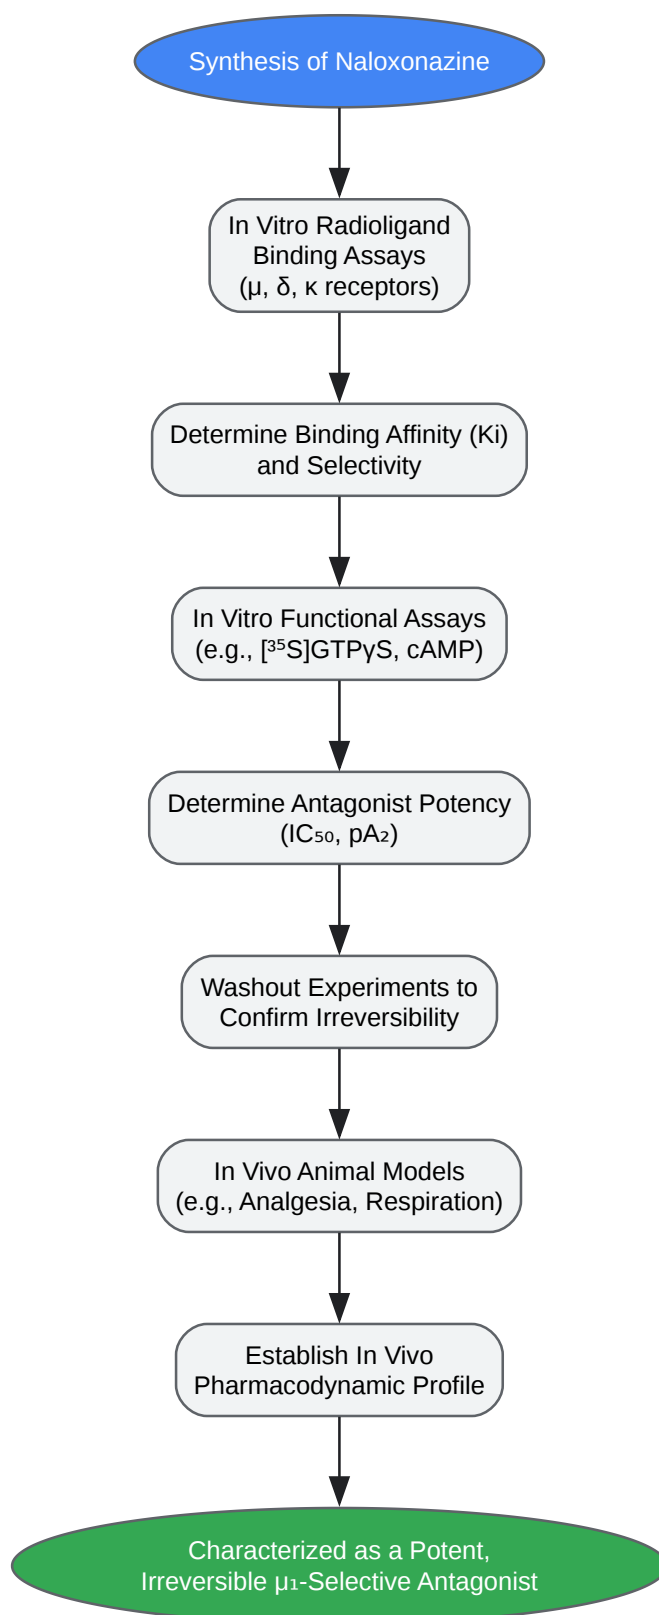 Synthesis of Naloxonazine
In Vitro Radioligand
Binding Assays
(μ, δ, κ receptors)
Determine Binding Affinity (Ki)
and Selectivity
In Vitro Functional Assays
(e.g., [³⁵S]GTPγS, cAMP)
Determine Antagonist Potency
(IC₅₀, pA₂)
Washout Experiments to
Confirm Irreversibility
In Vivo Animal Models
(e.g., Analgesia, Respiration)
Establish In Vivo
Pharmacodynamic Profile
Characterized as a Potent,
Irreversible μ₁-Selective Antagonist